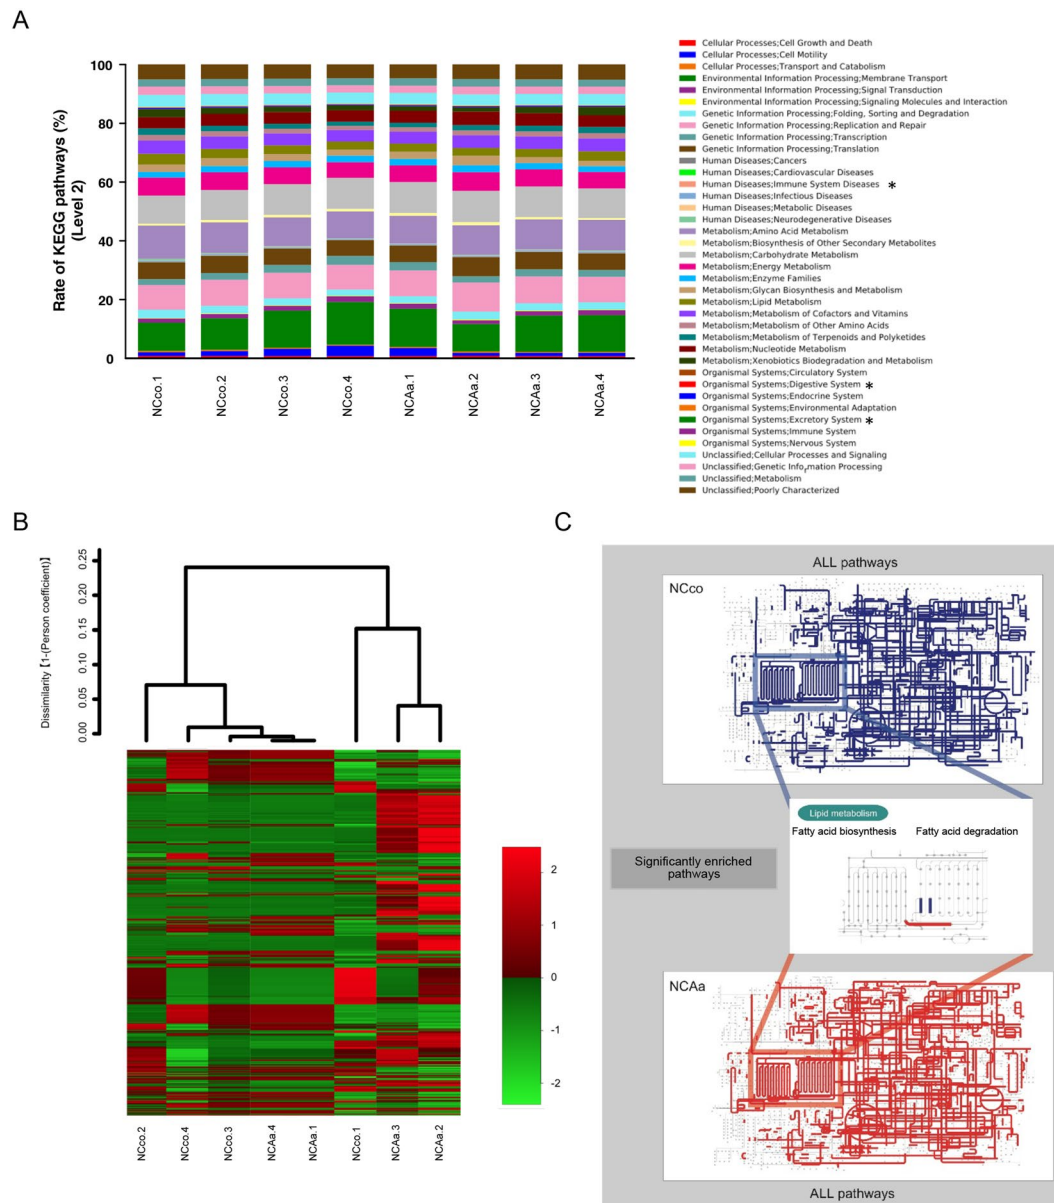 A
Rate of KEGG pathways (%)
(Level 2)
100
80
60
40
20
0
NCco.1
NCco.2
NCco.3
NCco.4
NCAa.1
NCAa.2
NCAa.3
NCAa.4
Cellular Processes;Cell Growth and Death
Cellular Processes;Cell Motility
Cellular Processes;Transport and Catabolism
Environmental Information Processing;Membrane Transport
Environmental Information Processing;Signal Transduction
Environmental Information Processing;Signaling Molecules and Interaction
Genetic Information Processing;Folding, Sorting and Degradation
Genetic Information Processing;Replication and Repair
Genetic Information Processing;Transcription
Genetic Information Processing;Translation
Human Diseases;Cancers
Human Diseases;Cardiovascular Diseases
Human Diseases;Immune System Diseases *
Human Diseases;Infectious Diseases
Human Diseases;Metabolic Diseases
Human Diseases;Neurodegenerative Diseases
Metabolism;Amino Acid Metabolism
Metabolism;Biosynthesis of Other Secondary Metabolites
Metabolism;Carbohydrate Metabolism
Metabolism;Energy Metabolism
Metabolism;Enzyme Families
Metabolism;Glycan Biosynthesis and Metabolism
Metabolism;Lipid Metabolism
Metabolism;Metabolism of Cofactors and Vitamins
Metabolism;Metabolism of Other Amino Acids
Metabolism;Metabolism of Terpenoids and Polyketides
Metabolism;Nucleotide Metabolism
Metabolism;Xenobiotics Biodegradation and Metabolism
Organismal Systems;Circulatory System
Organismal Systems;Digestive System *
Organismal Systems;Endocrine System
Organismal Systems;Environmental Adaptation
Organismal Systems;Excretory System *
Organismal Systems;Immune System
Organismal Systems;Nervous System
Unclassified;Cellular Processes and Signaling
Unclassified;Genetic Information Processing
Unclassified;Metabolism
Unclassified;Poorly Characterized
B
Dissimilarity【1-(Person coefficient)】
0.25
0.20
0.15
0.10
0.05
0.00
2
1
0
-1
-2
NCco.2
NCco.4
NCco.3
NCAa.4
NCAa.1
NCco.1
NCAa.3
NCAa.2
C
ALL pathways
NCco
Lipid metabolism
Fatty acid biosynthesis
Fatty acid degradation
Significantly enriched
pathways
NCAa
ALL pathways